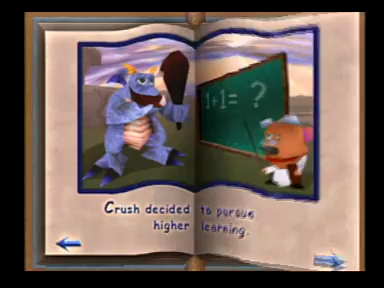 1+1= ?
Crush decided to pursue
higher learning.